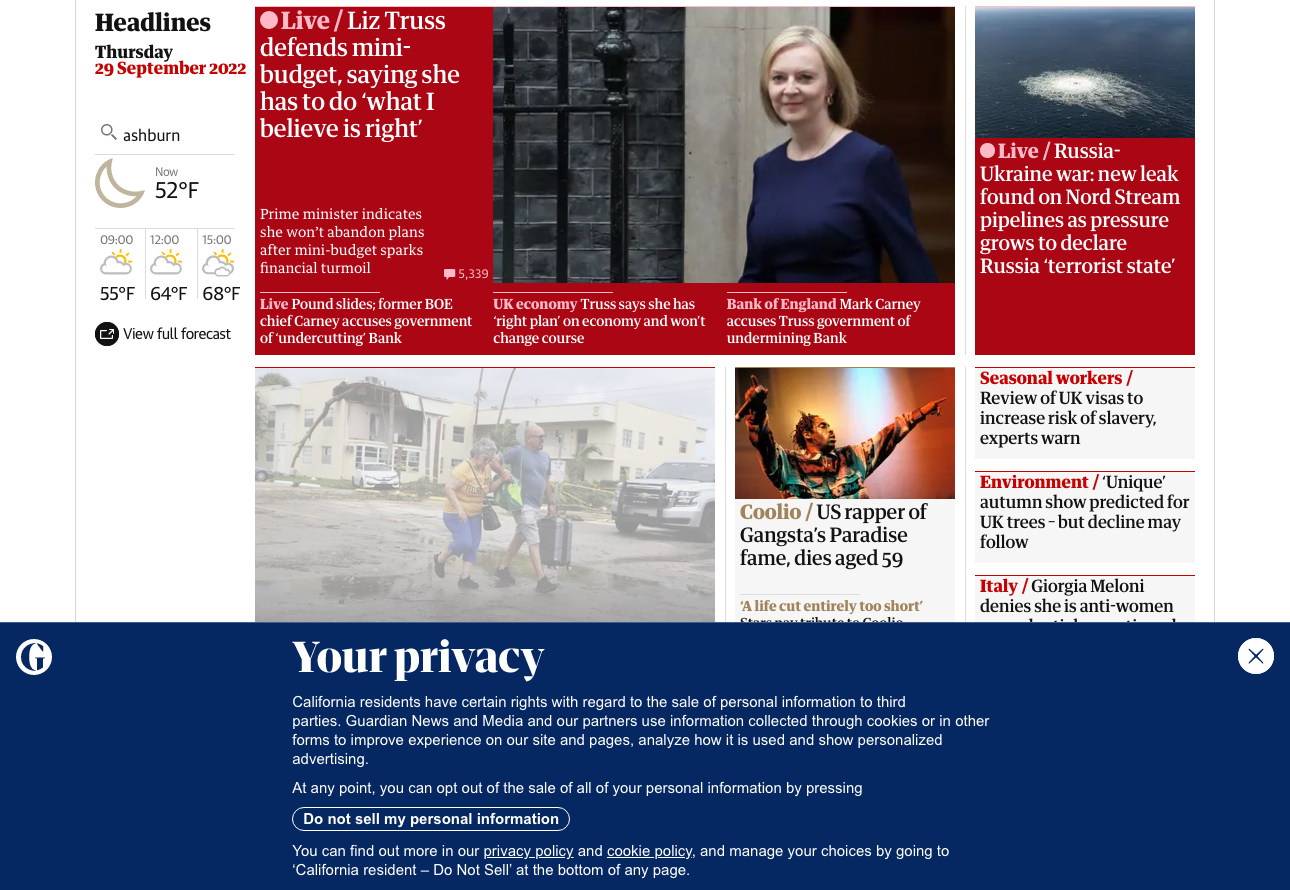 Headlines
Thursday
29 September 2022
ashburn
Now
52°F
09:00
12:00
15:00
55°F
64°F
68°F
View full forecast
Live / Liz Truss
defends mini-
budget, saying she
has to do ‘what I
believe is right’
Prime minister indicates
she won’t abandon plans
after mini-budget sparks
financial turmoil
5,339
Live Pound slides; former BOE
chief Carney accuses government
of ‘undercutting’ Bank
UK economy Truss says she has
‘right plan’ on economy and won’t
change course
Bank of England Mark Carney
accuses Truss government of
undermining Bank
Live / Russia-
Ukraine war: new leak
found on Nord Stream
pipelines as pressure
grows to declare
Russia ‘terrorist state’
Coolio / US rapper of
Gangsta’s Paradise
fame, dies aged 59
‘A life cut entirely too short’
Stars pay tribute to Coolio
Seasonal workers /
Review of UK visas to
increase risk of slavery,
experts warn
Environment / ‘Unique’
autumn show predicted for
UK trees – but decline may
follow
Italy / Giorgia Meloni
denies she is anti-women
Your privacy
California residents have certain rights with regard to the sale of personal information to third
parties. Guardian News and Media and our partners use information collected through cookies or in other
forms to improve experience on our site and pages, analyze how it is used and show personalized
advertising.
At any point, you can opt out of the sale of all of your personal information by pressing
Do not sell my personal information
You can find out more in our privacy policy and cookie policy, and manage your choices by going to
‘California resident – Do Not Sell’ at the bottom of any page.